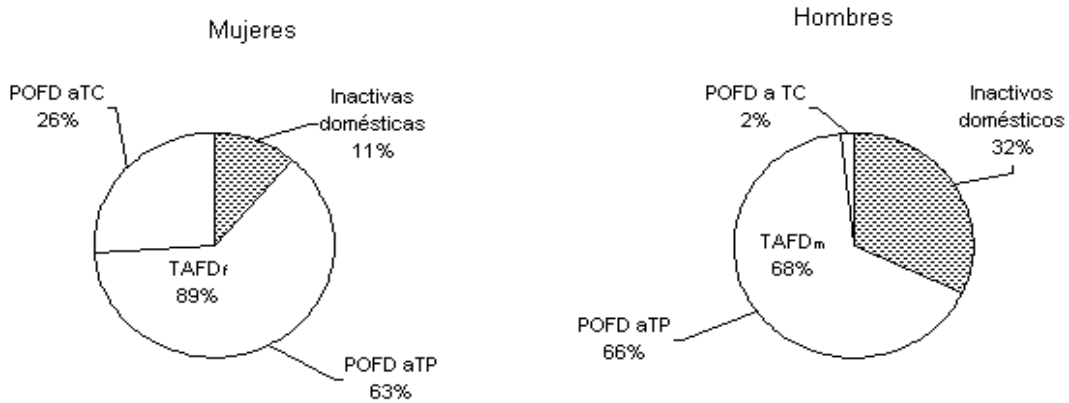 Mujeres
POFD aTC
26%
Inactivas
domésticas
11%
TAFDf
89%
POFD aTP
63%
Hombres
POFD a TC
2%
Inactivos
domésticos
32%
TAFDm
68%
POFD aTP
66%